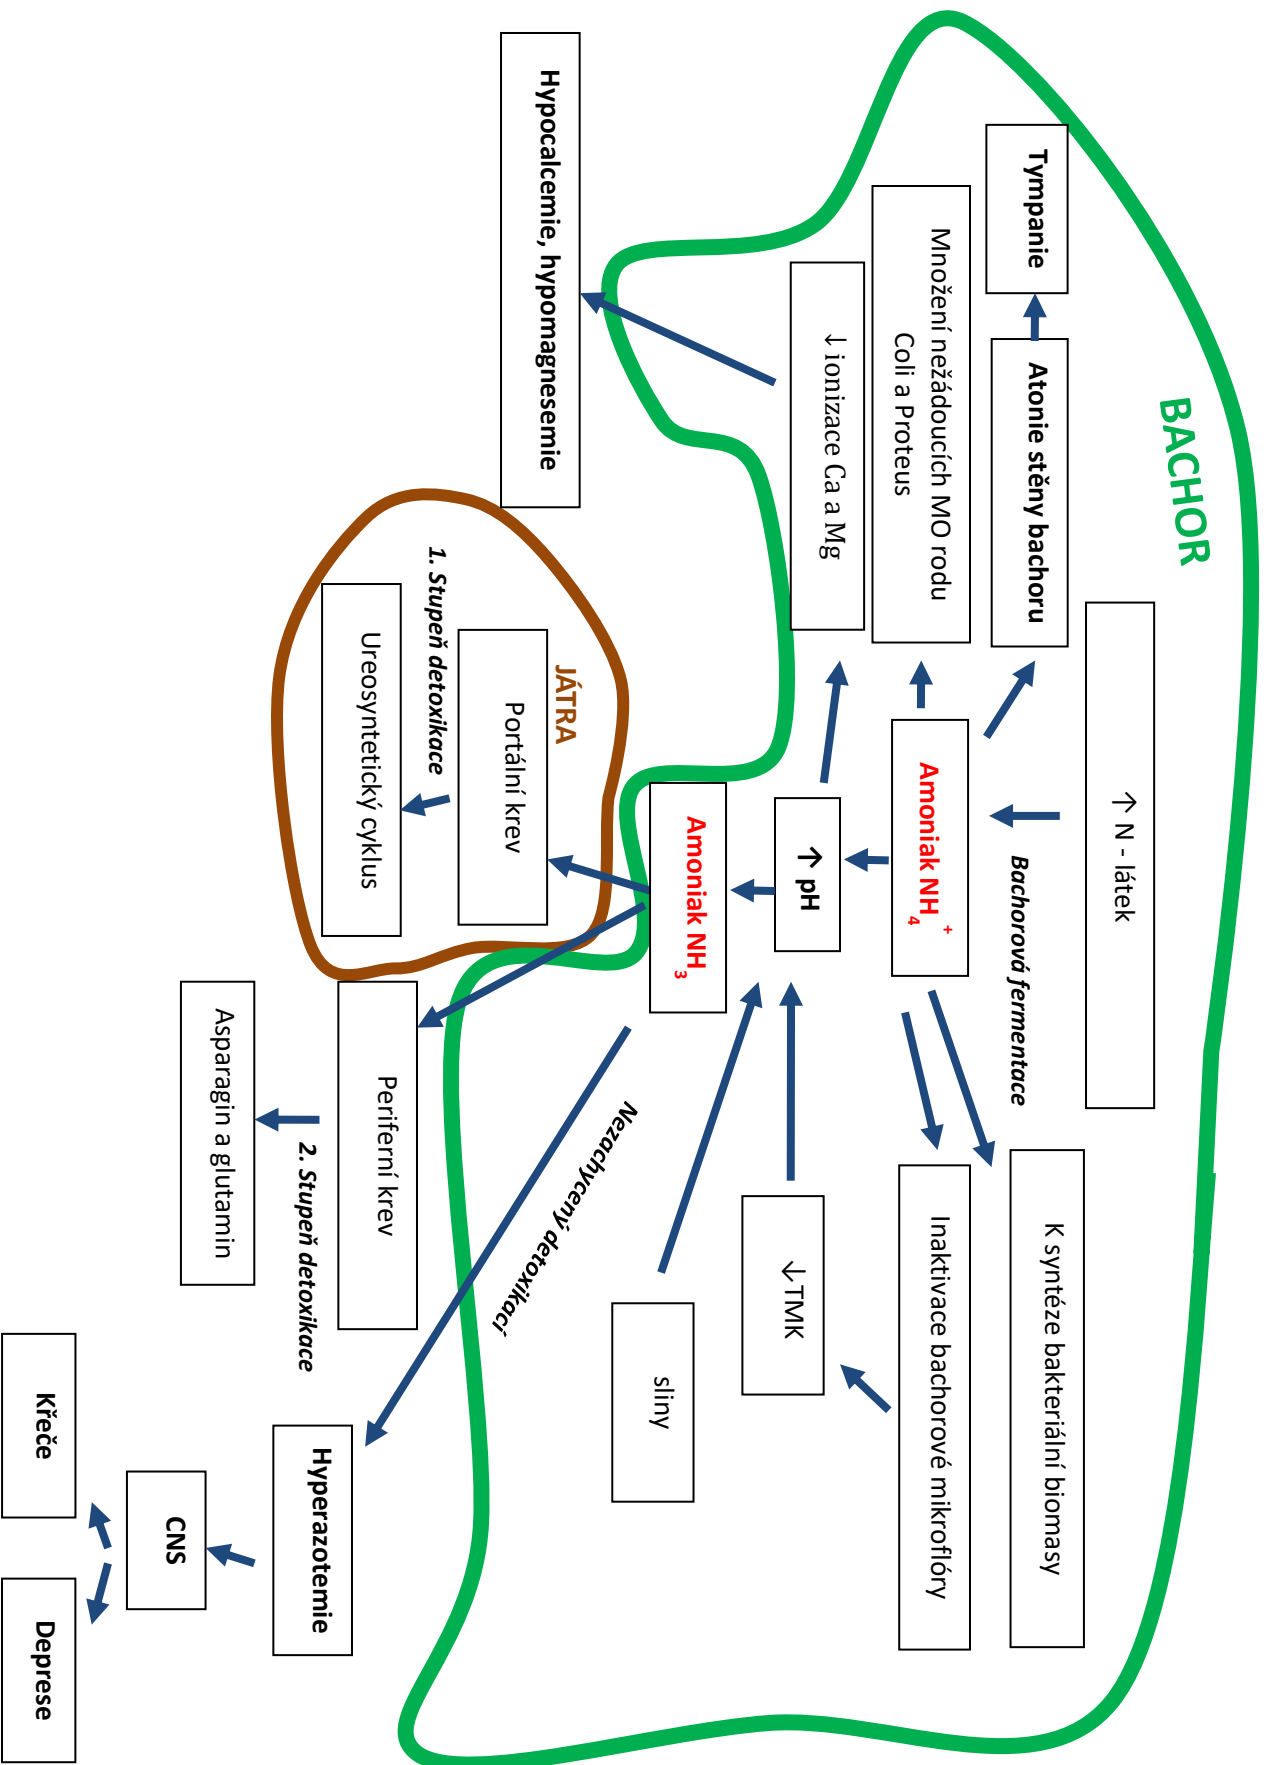 BACHOR
↑ N - látek
Bachorová fermentace
Tympanie
Atonie stěny bachoru
Amoniak NH4+
K syntéze bakteriální biomasy
Množení nežádoucích MO rodu
Coli a Proteus
Inaktivace bachorové mikroflóry
↓ ionizace Ca a Mg
↑ pH
↓TMK
Amoniak NH3
sliny
Hypocalcemie, hypomagnesemie
JÁTRA
Portální krev
Nezachycený detoxikací
1. Stupeň detoxikace
Ureosyntetický cyklus
Periferní krev
2. Stupeň detoxikace
Asparagin a glutamin
Hyperazotemie
CNS
Křeče
Deprese